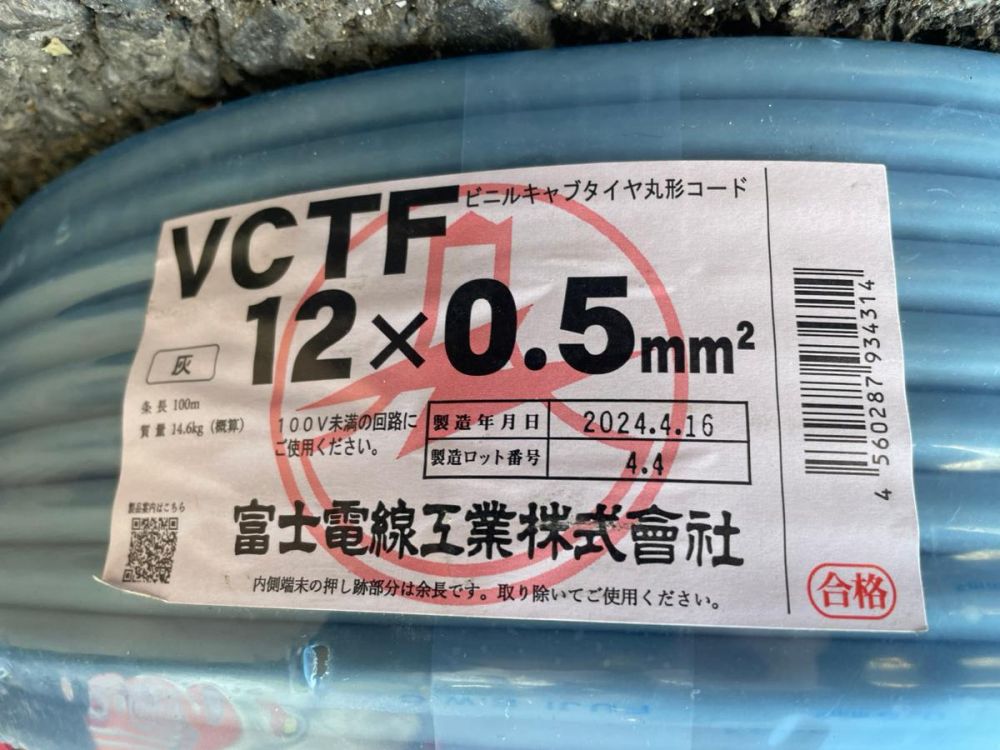 VCTF ビニルキャブタイヤ丸形コード
12×0.5mm²
灰
条長 100m
質量 14.6kg (概算)
100V未満の回路に
ご使用ください。
製造年月日 2024.4.16
製造ロット番号 4.4
製品案内はこちら
富士電線工業株式會社
内側端末の押し跡部分は余長です。取り除いてご使用ください。
4560287934314
合格